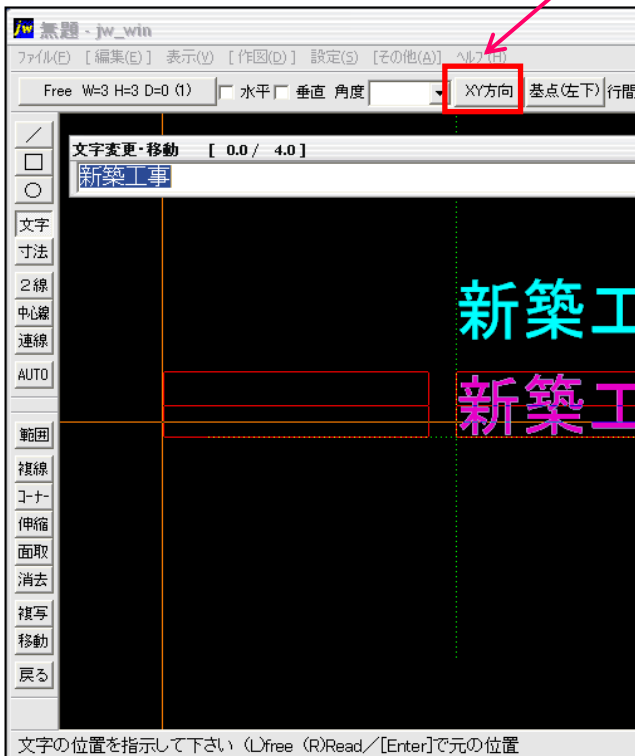 jw 無題 - jw_win
ファイル(F) [編集(E)] 表示(V) [作図(D)] 設定(S) [その他(A)] ヘルプ(H)
Free W=3 H=3 D=0 (1) 水平 垂直 角度 XY方向 基点(左下) 行間
文字変更・移動 [ 0.0 / 4.0 ]
新築工事
文字
寸法
2線
中心線
連線
AUTO
範囲
複線
コーナー
伸縮
面取
消去
複写
移動
戻る
新築工
新築工
文字の位置を指示して下さい (L)free (R)Read/[Enter]で元の位置